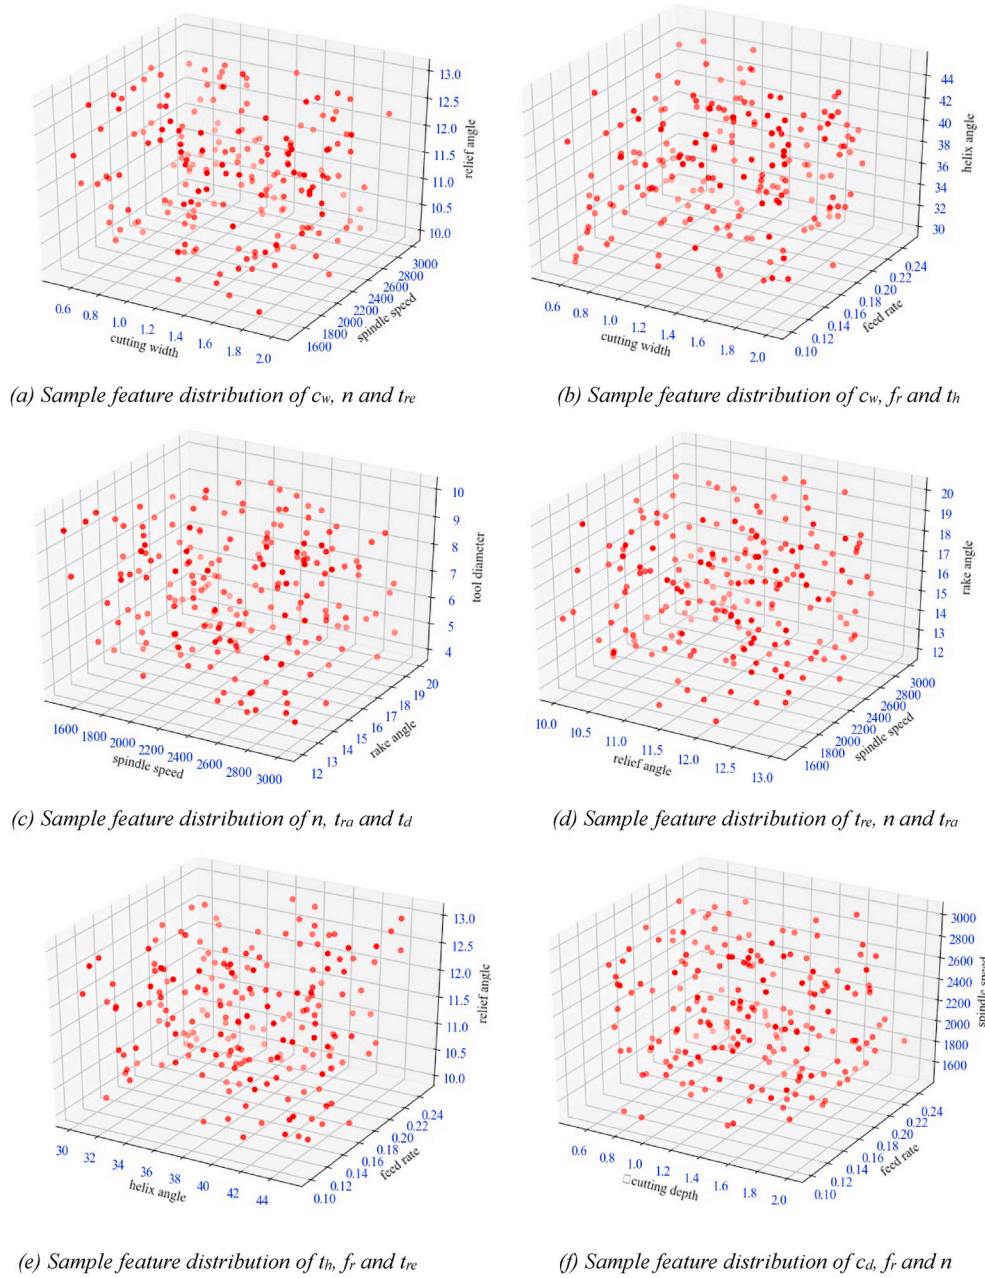 13.0
12.5
12.0
11.5
11.0
10.5
10.0
relief angle
0.6 0.8 1.0 1.2 1.4 1.6 1.8 2.0
cutting width
1600 1800 2000 2200 2400 2600 2800 3000
spindle speed
44
42
40
38
36
34
32
30
helix angle
0.6 0.8 1.0 1.2 1.4 1.6 1.8 2.0
cutting width
0.10 0.12 0.14 0.16 0.18 0.20 0.22 0.24
feed rate
(a) Sample feature distribution of cw, n and tre
(b) Sample feature distribution of cw, fr and th
10
9
8
7
6
5
4
tool diameter
1600 1800 2000 2200 2400 2600 2800 3000
spindle speed
12 13 14 15 16 17 18 19 20
rake angle
20
19
18
17
16
15
14
13
12
rake angle
10.0 10.5 11.0 11.5 12.0 12.5 13.0
relief angle
1600 1800 2000 2200 2400 2600 2800 3000
spindle speed
(c) Sample feature distribution of n, tra and td
(d) Sample feature distribution of tre, n and tra
13.0
12.5
12.0
11.5
11.0
10.5
10.0
relief angle
30 32 34 36 38 40 42 44
helix angle
0.10 0.12 0.14 0.16 0.18 0.20 0.22 0.24
feed rate
3000
2800
2600
2400
2200
2000
1800
1600
spindle speed
0.6 0.8 1.0 1.2 1.4 1.6 1.8 2.0
□cutting depth
0.10 0.12 0.14 0.16 0.18 0.20 0.22 0.24
feed rate
(e) Sample feature distribution of th, fr and tre
(f) Sample feature distribution of cd, fr and n